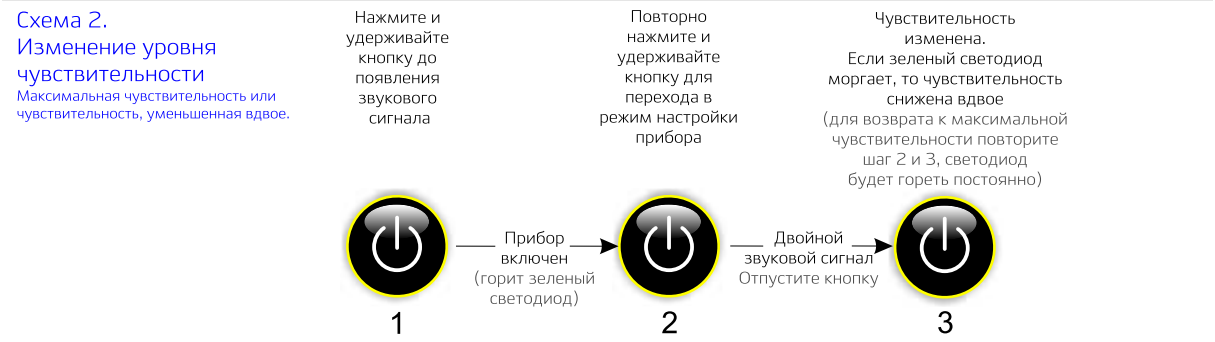 Схема 2.
Изменение уровня
чувствительности
Максимальная чувствительность или
чувствительность, уменьшенная вдвое.
Нажмите и
удерживайте
кнопку до
появления
звукового
сигнала
Повторно
нажмите и
удерживайте
кнопку для
перехода в
режим настройки
прибора
Чувствительность
изменена.
Если зеленый светодиод
моргает, то чувствительность
снижена вдвое
(для возврата к максимальной
чувствительности повторите
шаг 2 и 3, светодиод
будет гореть постоянно)
Прибор
включен
(горит зеленый
светодиод)
Двойной
звуковой сигнал
Отпустите кнопку
1
2
3